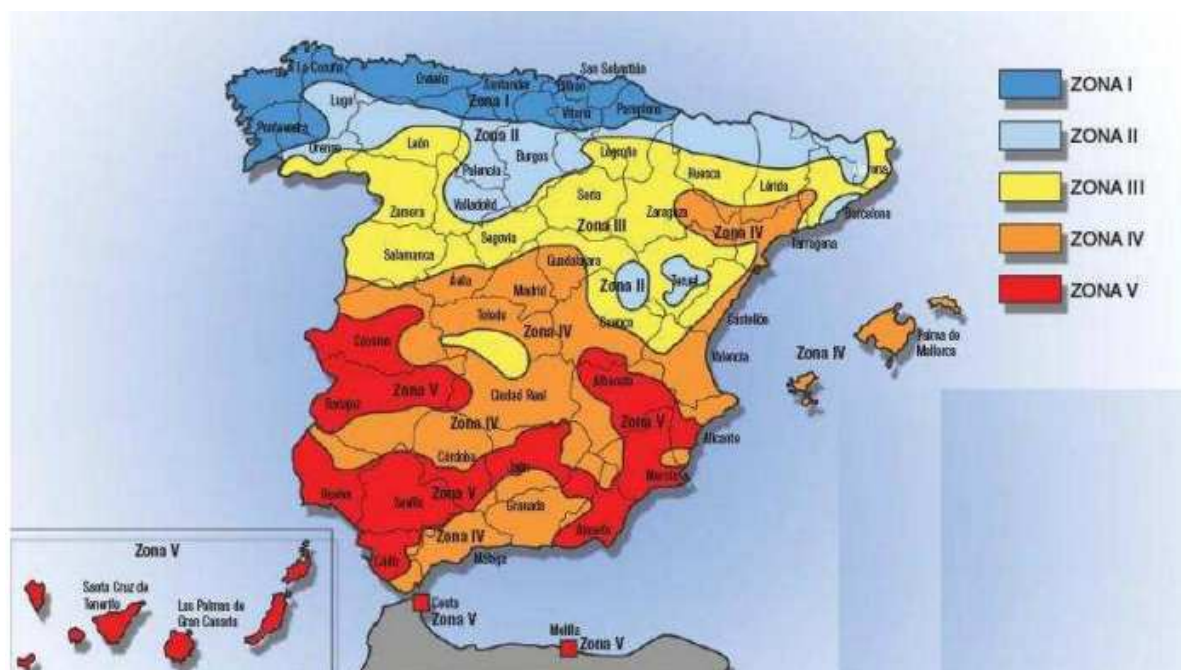 La Coruña
Oviedo
Santander
Bilbao
San Sebastián
Lugo
Zona I
Vitoria
Pamplona
Pontevedra
Orense
León
Zona II
Burgos
Palencia
Logroño
Huesca
Lérida
Valladolid
Soria
Zaragoza
Barcelona
Zamora
Zona III
Zona IV
Tarragona
Segovia
Salamanca
Guadalajara
Ávila
Madrid
Zona II
Teruel
Toledo
Cuenca
Castellón
Zona IV
Cáceres
Valencia
Zona IV
Palma de
Mallorca
Zona V
Albacete
Badajoz
Ciudad Real
Zona IV
Zona V
Alicante
Córdoba
Jaén
Murcia
Huelva
Sevilla
Zona V
Granada
Almería
Zona IV
Cádiz
Málaga
Zona V
Santa Cruz de
Tenerife
Las Palmas de
Gran Canaria
Ceuta
Zona V
Melilla
Zona V
ZONA I
ZONA II
ZONA III
ZONA IV
ZONA V